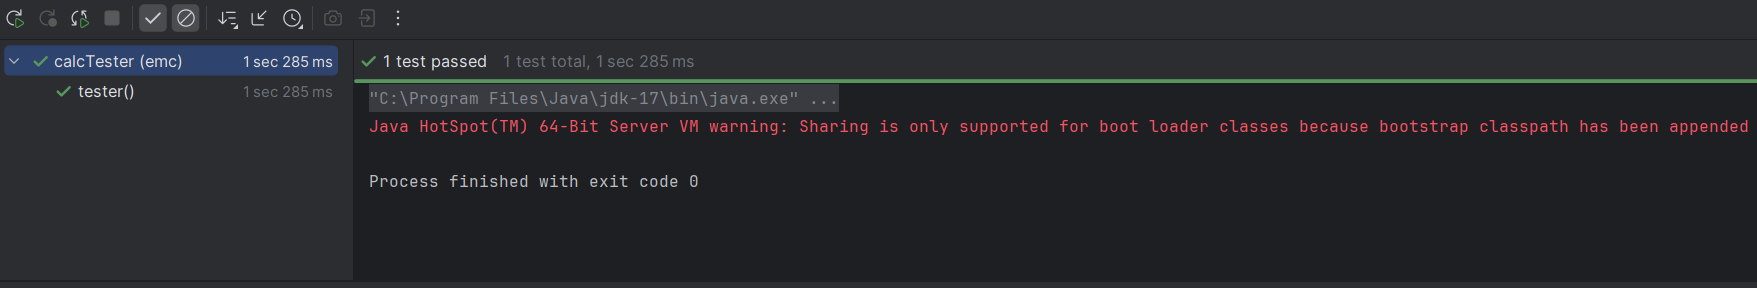 calcTester (emc) 1 sec 285 ms
tester() 1 sec 285 ms
1 test passed 1 test total, 1 sec 285 ms
"C:\Program Files\Java\jdk-17\bin\java.exe" ...
Java HotSpot(TM) 64-Bit Server VM warning: Sharing is only supported for boot loader classes because bootstrap classpath has been appended
Process finished with exit code 0